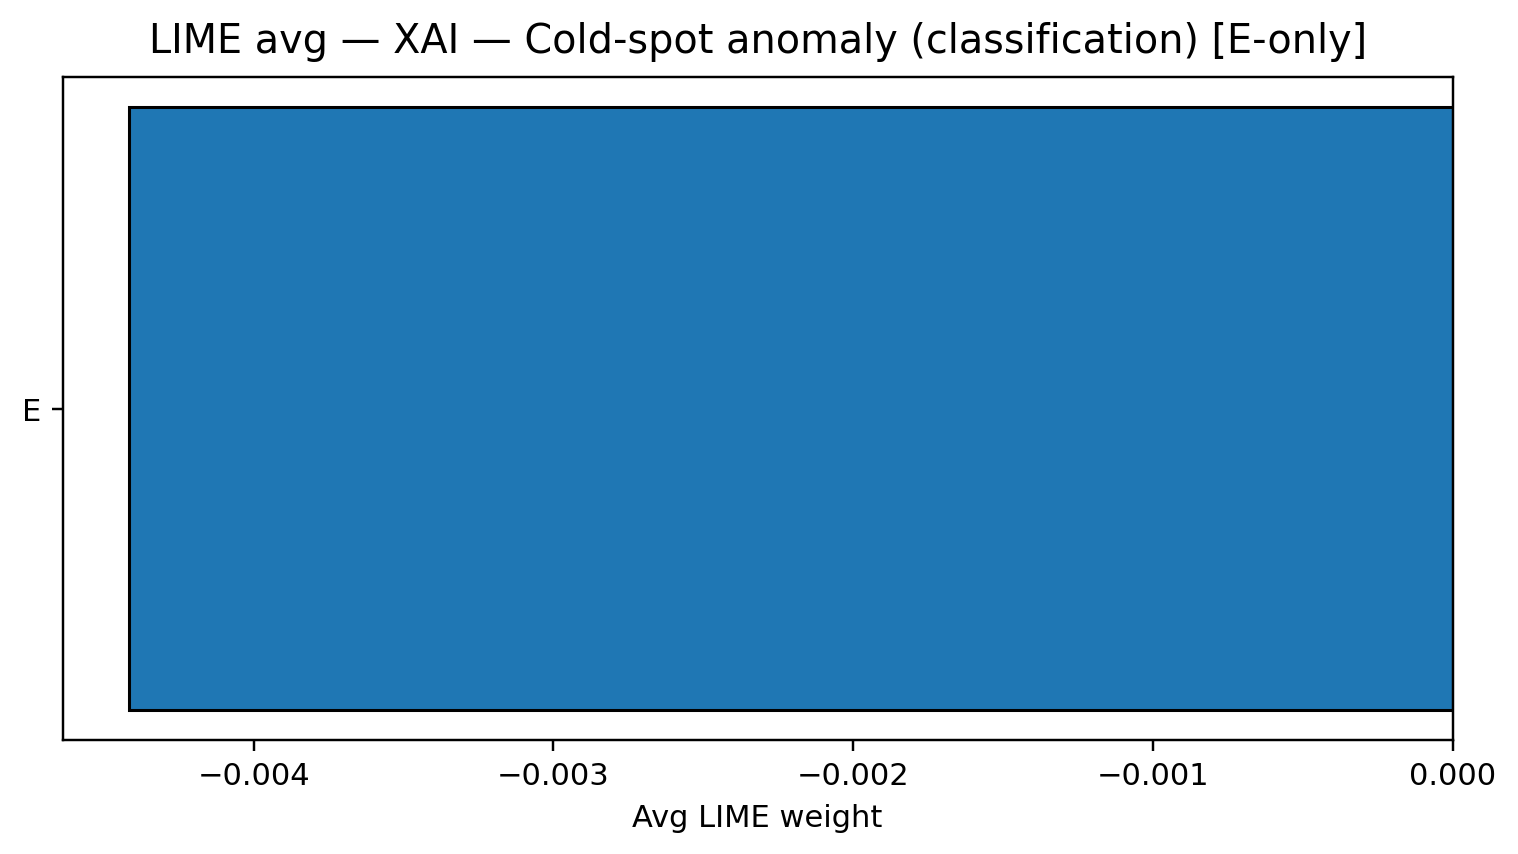 LIME avg — XAI — Cold-spot anomaly (classification) [E-only]
E
−0.004 −0.003 −0.002 −0.001 0.000
Avg LIME weight